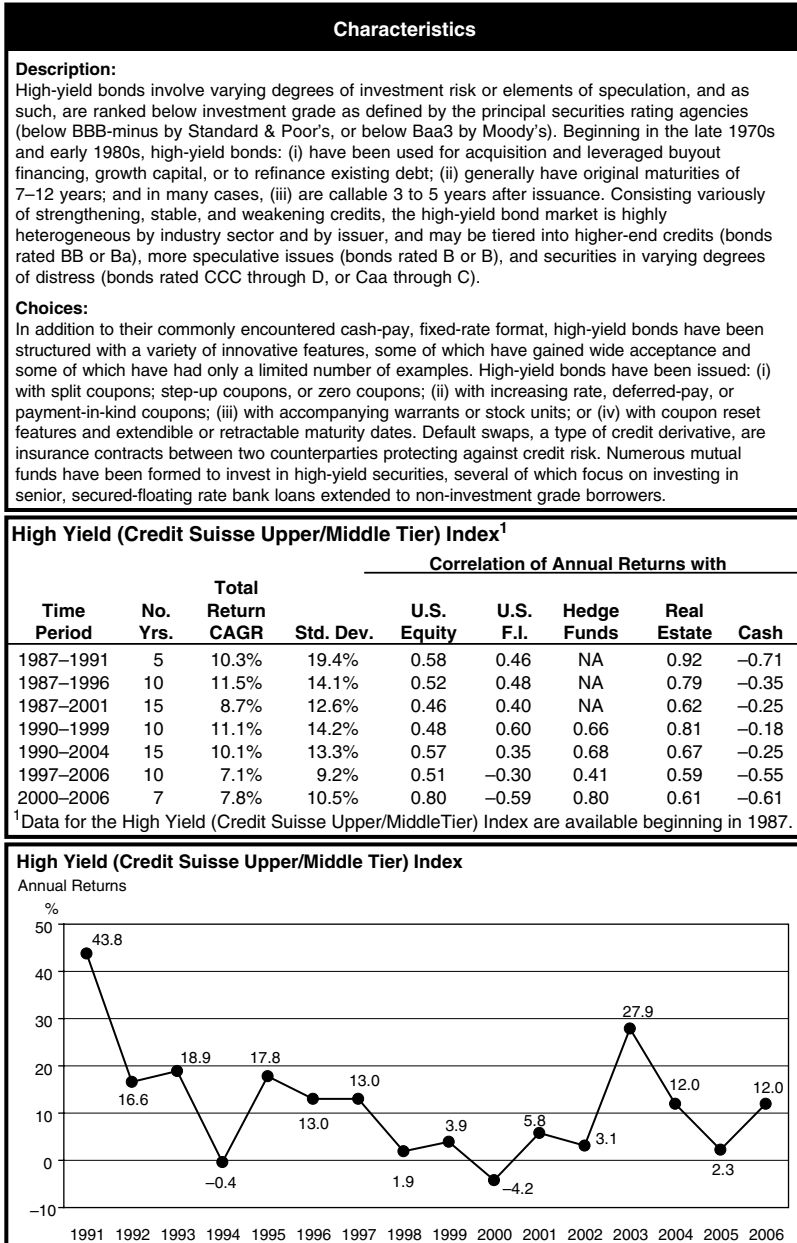 Characteristics
Description:
High-yield bonds involve varying degrees of investment risk or elements of speculation, and as
such, are ranked below investment grade as defined by the principal securities rating agencies
(below BBB-minus by Standard & Poor's, or below Baa3 by Moody's). Beginning in the late 1970s
and early 1980s, high-yield bonds: (i) have been used for acquisition and leveraged buyout
financing, growth capital, or to refinance existing debt; (ii) generally have original maturities of
7–12 years; and in many cases, (iii) are callable 3 to 5 years after issuance. Consisting variously
of strengthening, stable, and weakening credits, the high-yield bond market is highly
heterogeneous by industry sector and by issuer, and may be tiered into higher-end credits (bonds
rated BB or Ba), more speculative issues (bonds rated B or B), and securities in varying degrees
of distress (bonds rated CCC through D, or Caa through C).
Choices:
In addition to their commonly encountered cash-pay, fixed-rate format, high-yield bonds have been
structured with a variety of innovative features, some of which have gained wide acceptance and
some of which have had only a limited number of examples. High-yield bonds have been issued: (i)
with split coupons; step-up coupons, or zero coupons; (ii) with increasing rate, deferred-pay, or
payment-in-kind coupons; (iii) with accompanying warrants or stock units; or (iv) with coupon reset
features and extendible or retractable maturity dates. Default swaps, a type of credit derivative, are
insurance contracts between two counterparties protecting against credit risk. Numerous mutual
funds have been formed to invest in high-yield securities, several of which focus on investing in
senior, secured-floating rate bank loans extended to non-investment grade borrowers.
High Yield (Credit Suisse Upper/Middle Tier) Index1
Correlation of Annual Returns with
Total
Time No. Return U.S. U.S. Hedge Real
Period Yrs. CAGR Std. Dev. Equity F.I. Funds Estate Cash
1987–1991 5 10.3% 19.4% 0.58 0.46 NA 0.92 –0.71
1987–1996 10 11.5% 14.1% 0.52 0.48 NA 0.79 –0.35
1987–2001 15 8.7% 12.6% 0.46 0.40 NA 0.62 –0.25
1990–1999 10 11.1% 14.2% 0.48 0.60 0.66 0.81 –0.18
1990–2004 15 10.1% 13.3% 0.57 0.35 0.68 0.67 –0.25
1997–2006 10 7.1% 9.2% 0.51 –0.30 0.41 0.59 –0.55
2000–2006 7 7.8% 10.5% 0.80 –0.59 0.80 0.61 –0.61
1Data for the High Yield (Credit Suisse Upper/MiddleTier) Index are available beginning in 1987.
High Yield (Credit Suisse Upper/Middle Tier) Index
Annual Returns
%
50
43.8
40
30
27.9
20
16.6 18.9 17.8 13.0 13.0 12.0 12.0
10
–0.4 1.9 3.9 –4.2 5.8 3.1 2.3
0
–10
1991 1992 1993 1994 1995 1996 1997 1998 1999 2000 2001 2002 2003 2004 2005 2006